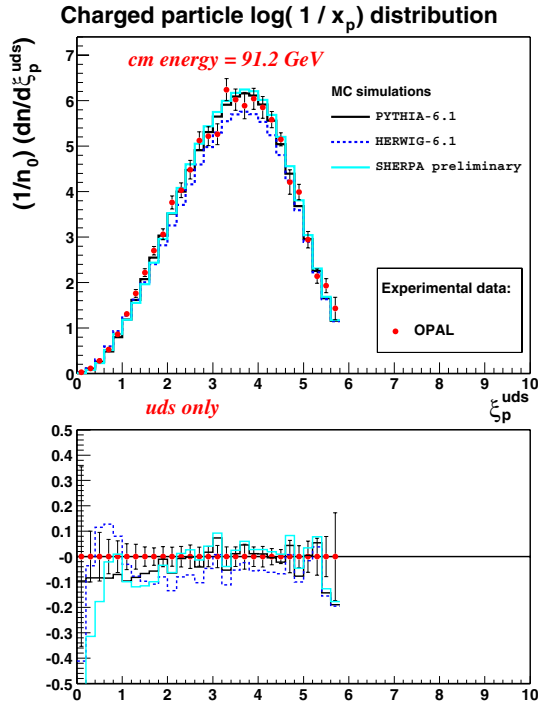 Charged particle log( 1 / xp) distribution
cm energy = 91.2 GeV
(1/n0) (dn/dξp^uds)
MC simulations
PYTHIA-6.1
HERWIG-6.1
SHERPA preliminary
Experimental data:
OPAL
7
6
5
4
3
2
1
0
0 1 2 3 4 5 6 7 8 9 10
uds only
ξp^uds
0.5
0.4
0.3
0.2
0.1
-0
-0.1
-0.2
-0.3
-0.4
-0.5
0 1 2 3 4 5 6 7 8 9 10